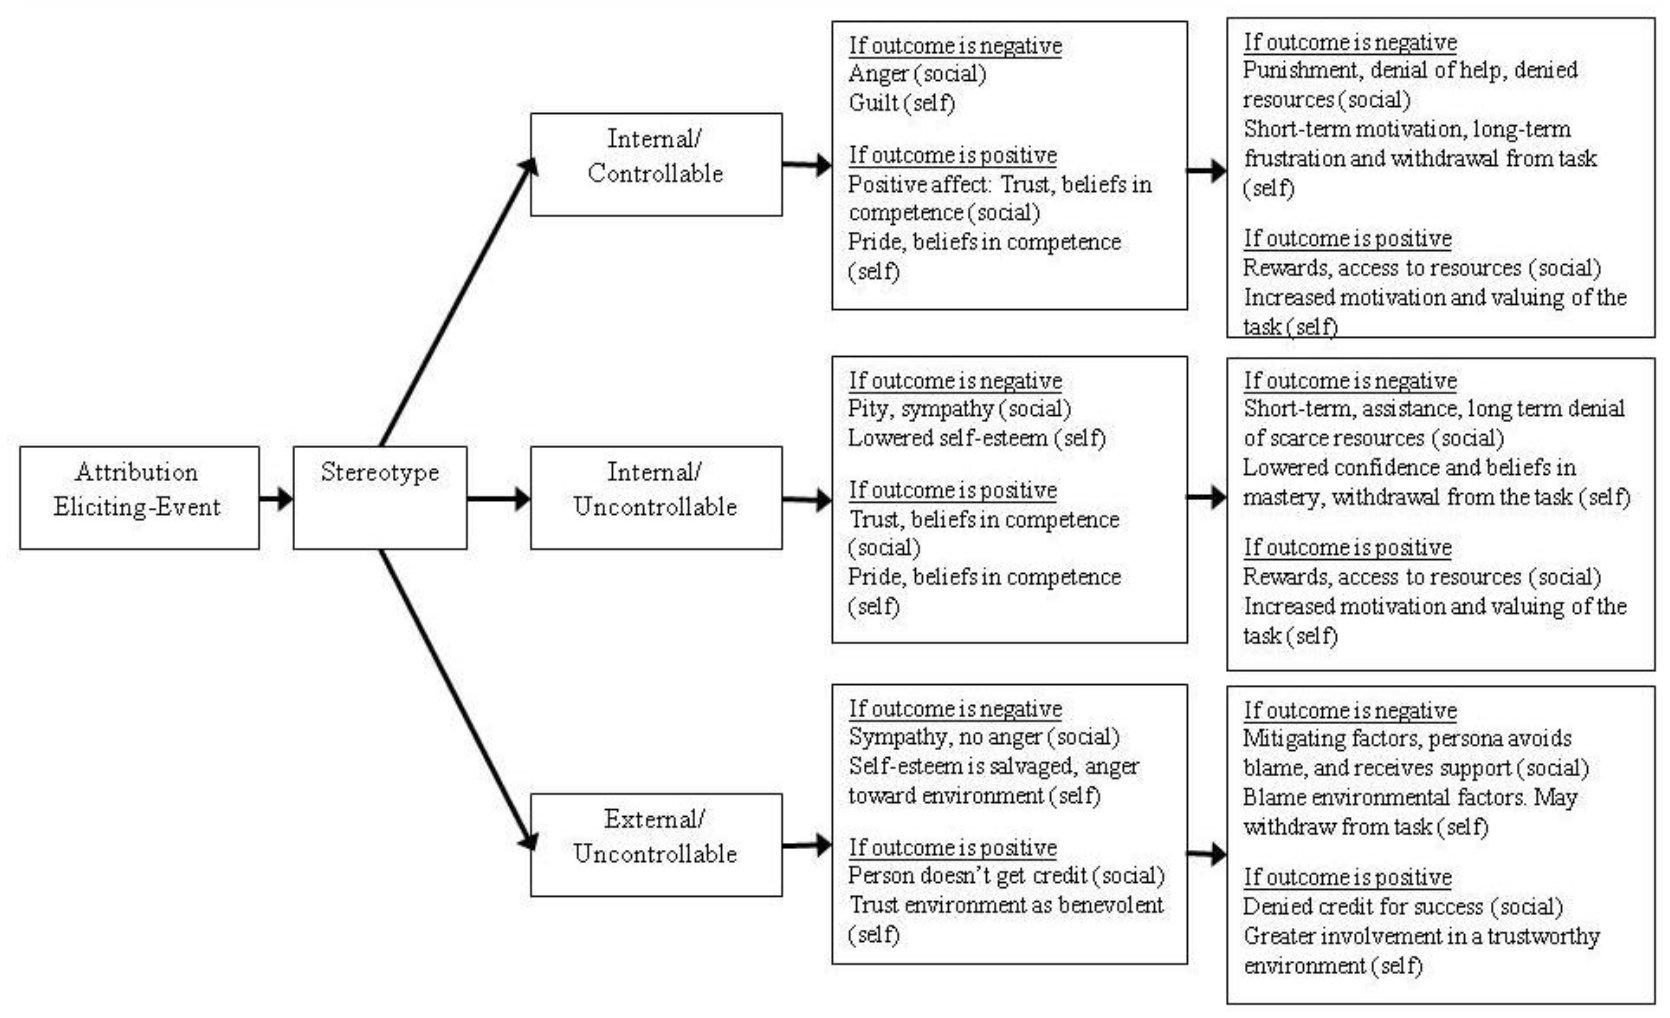 Attribution
Eliciting-Event
Stereotype
Internal/
Controllable
If outcome is negative
Anger (social)
Guilt (self)
If outcome is positive
Positive affect: Trust, beliefs in
competence (social)
Pride, beliefs in competence
(self)
If outcome is negative
Punishment, denial of help, denied
resources (social)
Short-term motivation, long-term
frustration and withdrawal from task
(self)
If outcome is positive
Rewards, access to resources (social)
Increased motivation and valuing of the
task (self)
Internal/
Uncontrollable
If outcome is negative
Pity, sympathy (social)
Lowered self-esteem (self)
If outcome is positive
Trust, beliefs in competence
(social)
Pride, beliefs in competence
(self)
If outcome is negative
Short-term, assistance, long term denial
of scarce resources (social)
Lowered confidence and beliefs in
mastery, withdrawal from the task (self)
If outcome is positive
Rewards, access to resources (social)
Increased motivation and valuing of the
task (self)
External/
Uncontrollable
If outcome is negative
Sympathy, no anger (social)
Self-esteem is salvaged, anger
toward environment (self)
If outcome is positive
Person doesn't get credit (social)
Trust environment as benevolent
(self)
If outcome is negative
Mitigating factors, persona avoids
blame, and receives support (social)
Blame environmental factors. May
withdraw from task (self)
If outcome is positive
Denied credit for success (social)
Greater involvement in a trustworthy
environment (self)